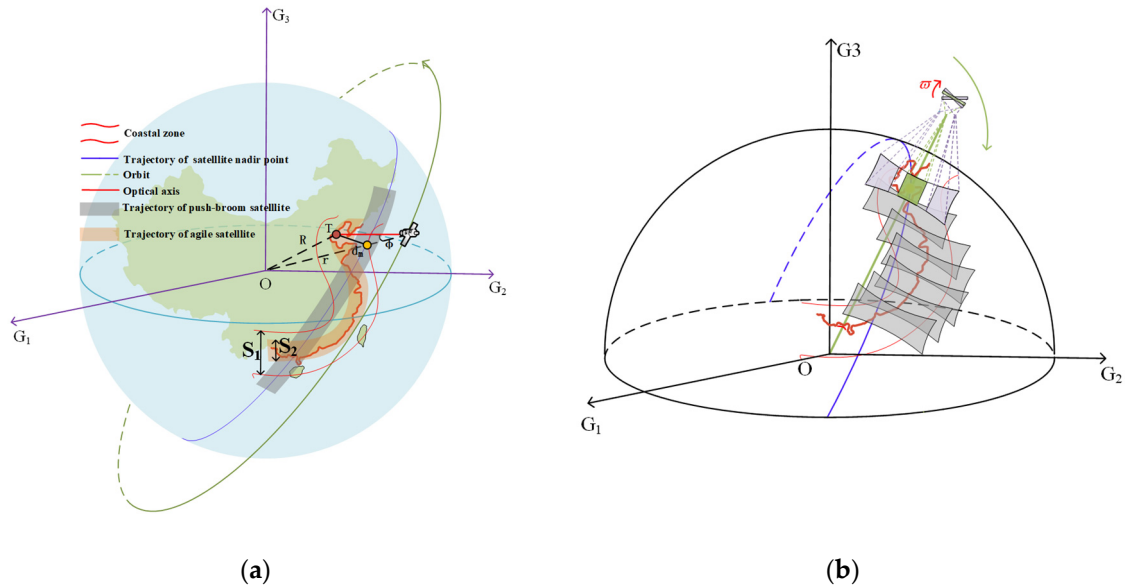 G₃
Coastal zone
Trajectory of satelllite nadir point
Orbit
Optical axis
Trajectory of push-broom satelllite
Trajectory of agile satelllite
T
R
dₘ
Φ
r
O
G₂
G₁
S₁
S₂
(a)
G3
ϖ
O
G₂
G₁
(b)